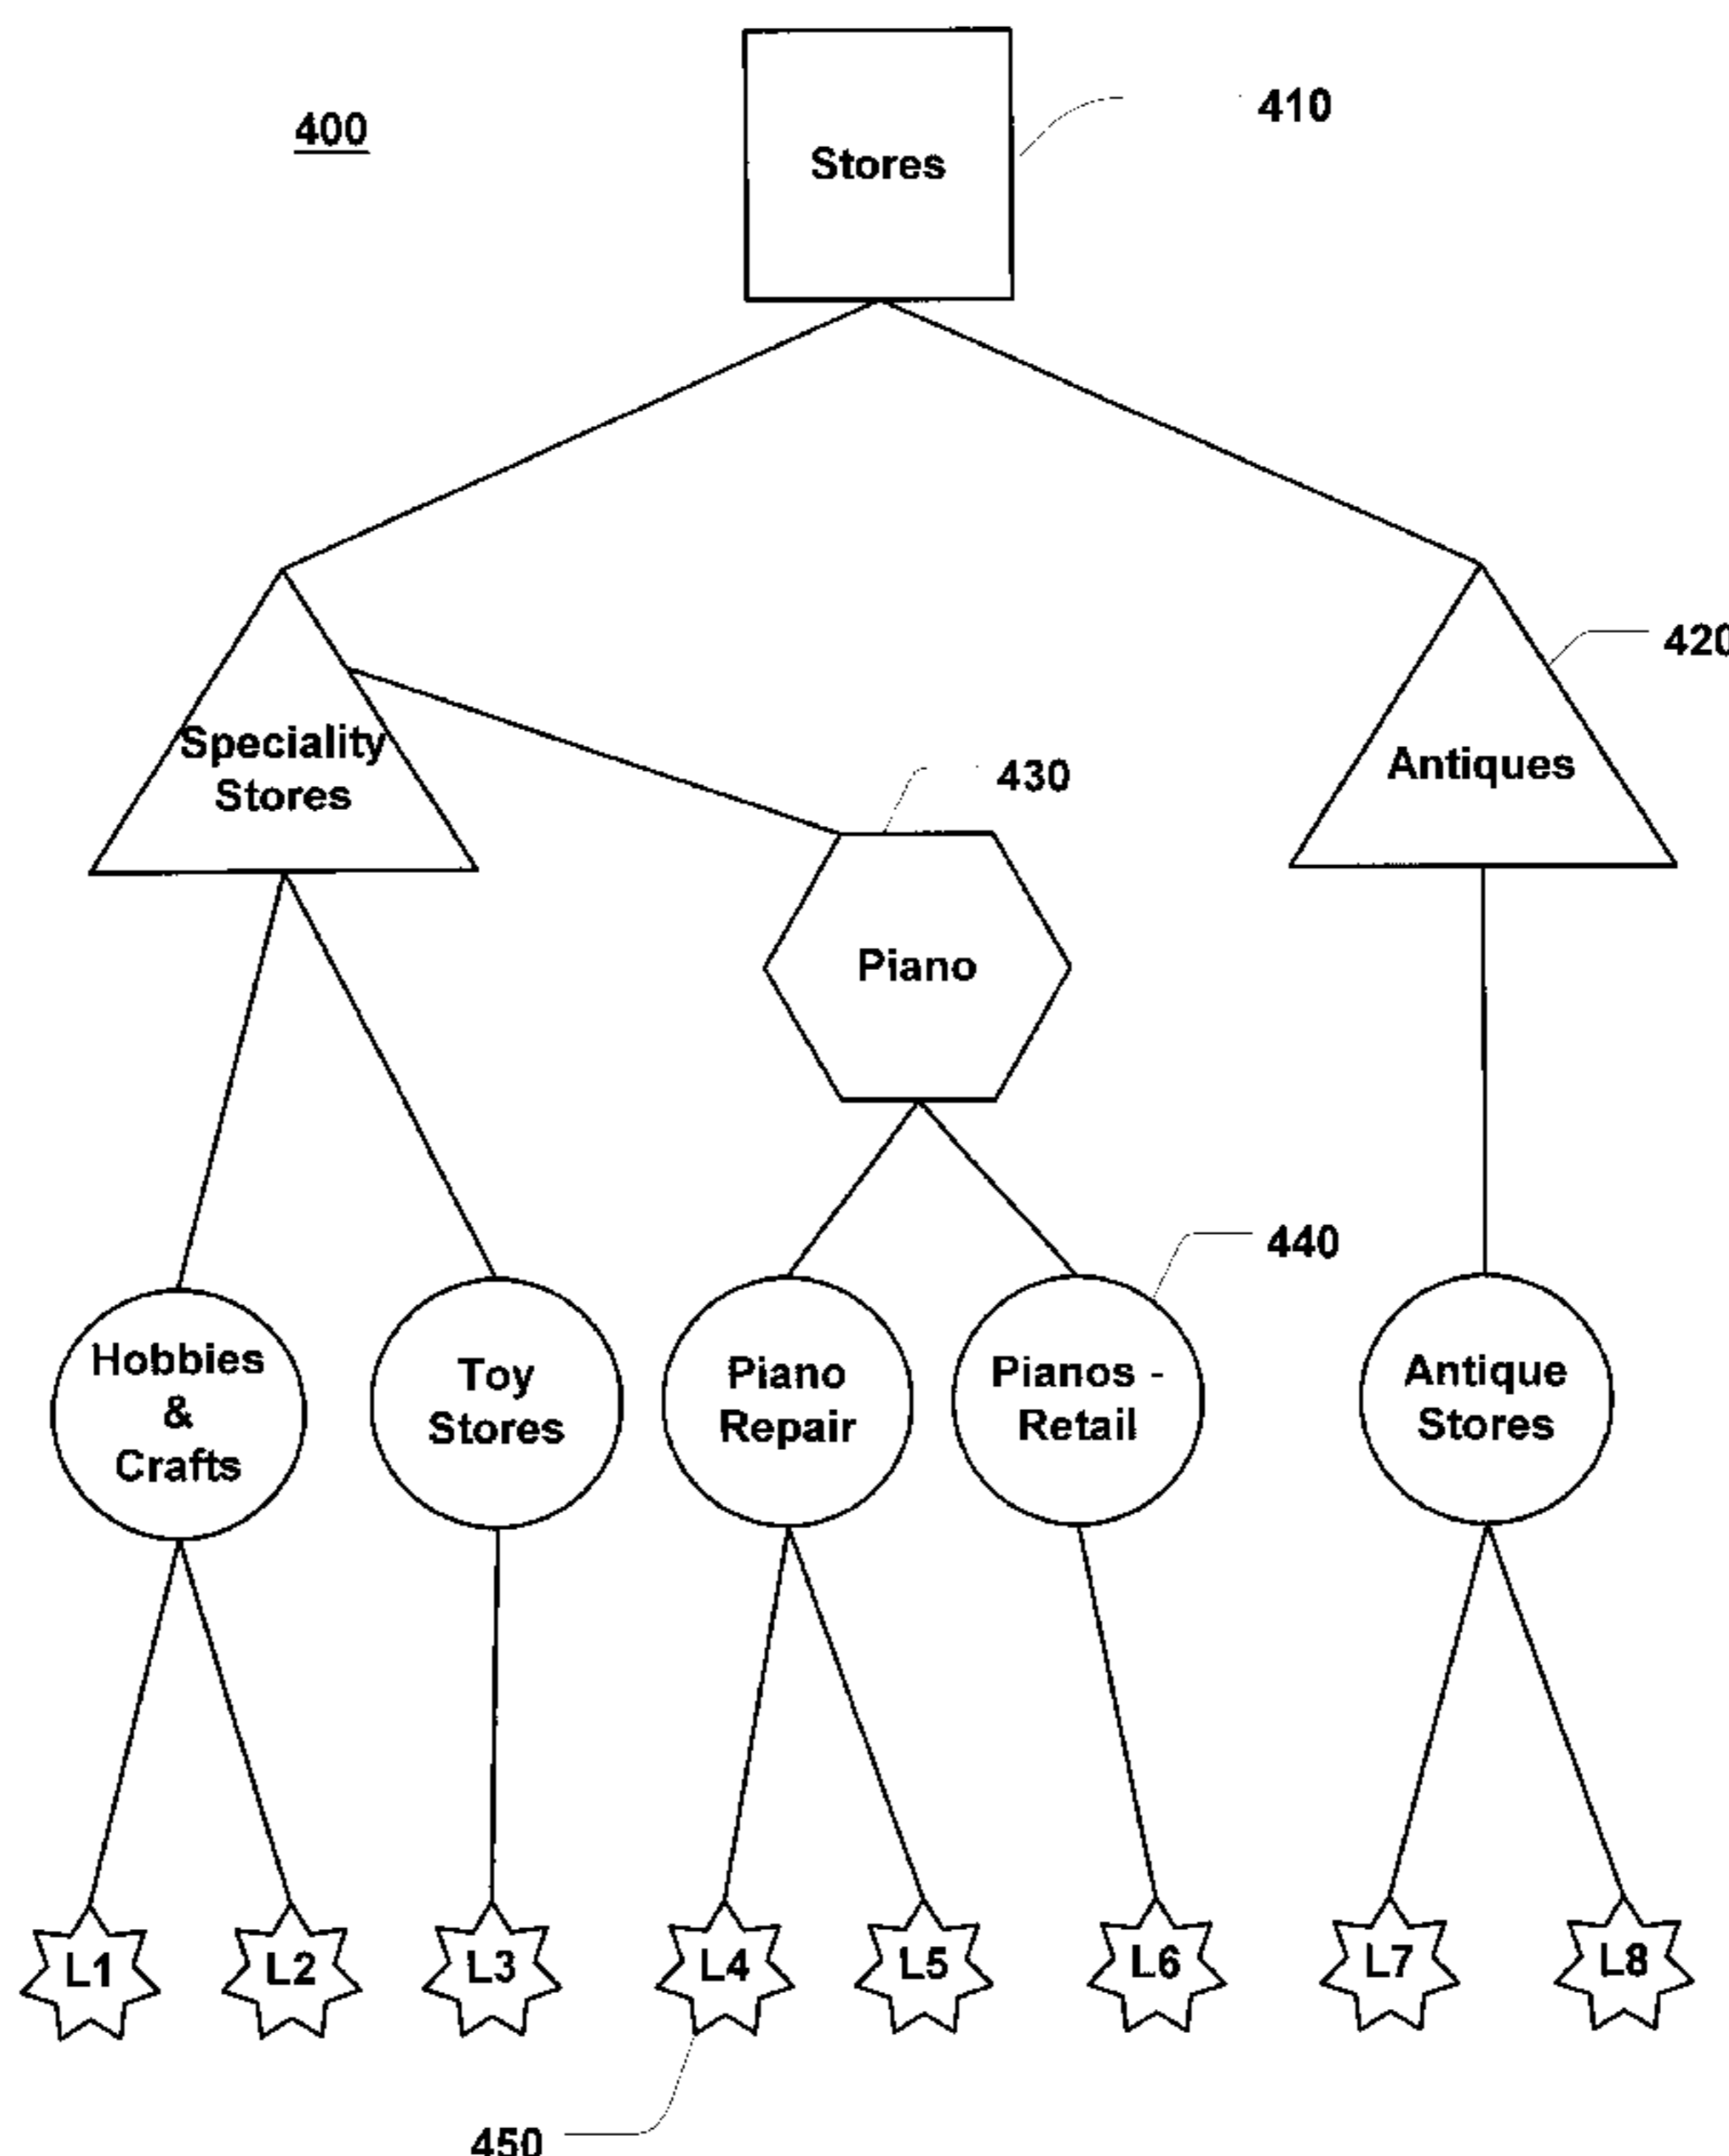 400
Stores
410
420
Speciality
Stores
430
Antiques
Piano
440
Hobbies
&
Crafts
Toy
Stores
Piano
Repair
Pianos -
Retail
Antique
Stores
L1
L2
L3
L4
L5
L6
L7
L8
450